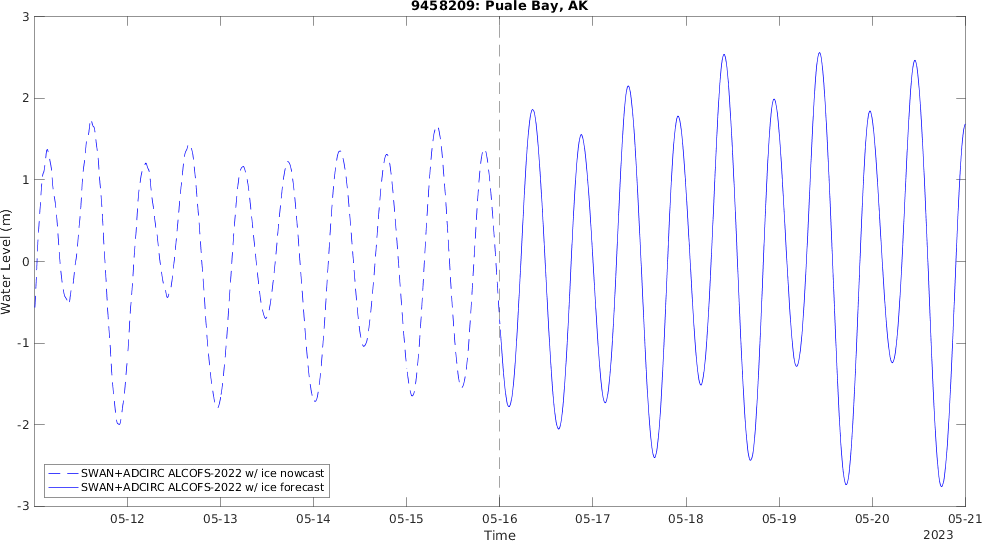 9458209: Puale Bay, AK
3
2
1
0
-1
-2
-3
Water Level (m)
SWAN+ADCIRC ALCOFS-2022 w/ ice nowcast
SWAN+ADCIRC ALCOFS-2022 w/ ice forecast
05-12 05-13 05-14 05-15 05-16 05-17 05-18 05-19 05-20 05-21
Time
2023